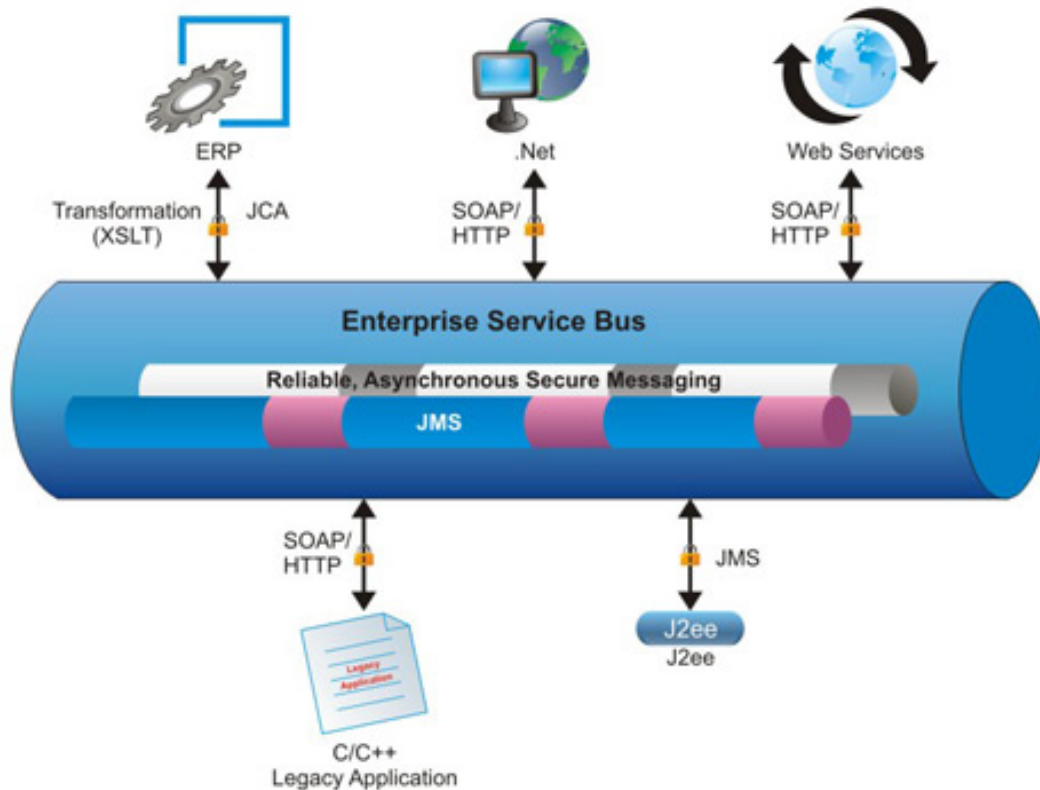 ERP
.Net
Web Services
Transformation
(XSLT)
JCA
SOAP/
HTTP
SOAP/
HTTP
Enterprise Service Bus
Reliable, Asynchronous Secure Messaging
JMS
SOAP/
HTTP
JMS
Legacy
Application
J2ee
J2ee
C/C++
Legacy Application